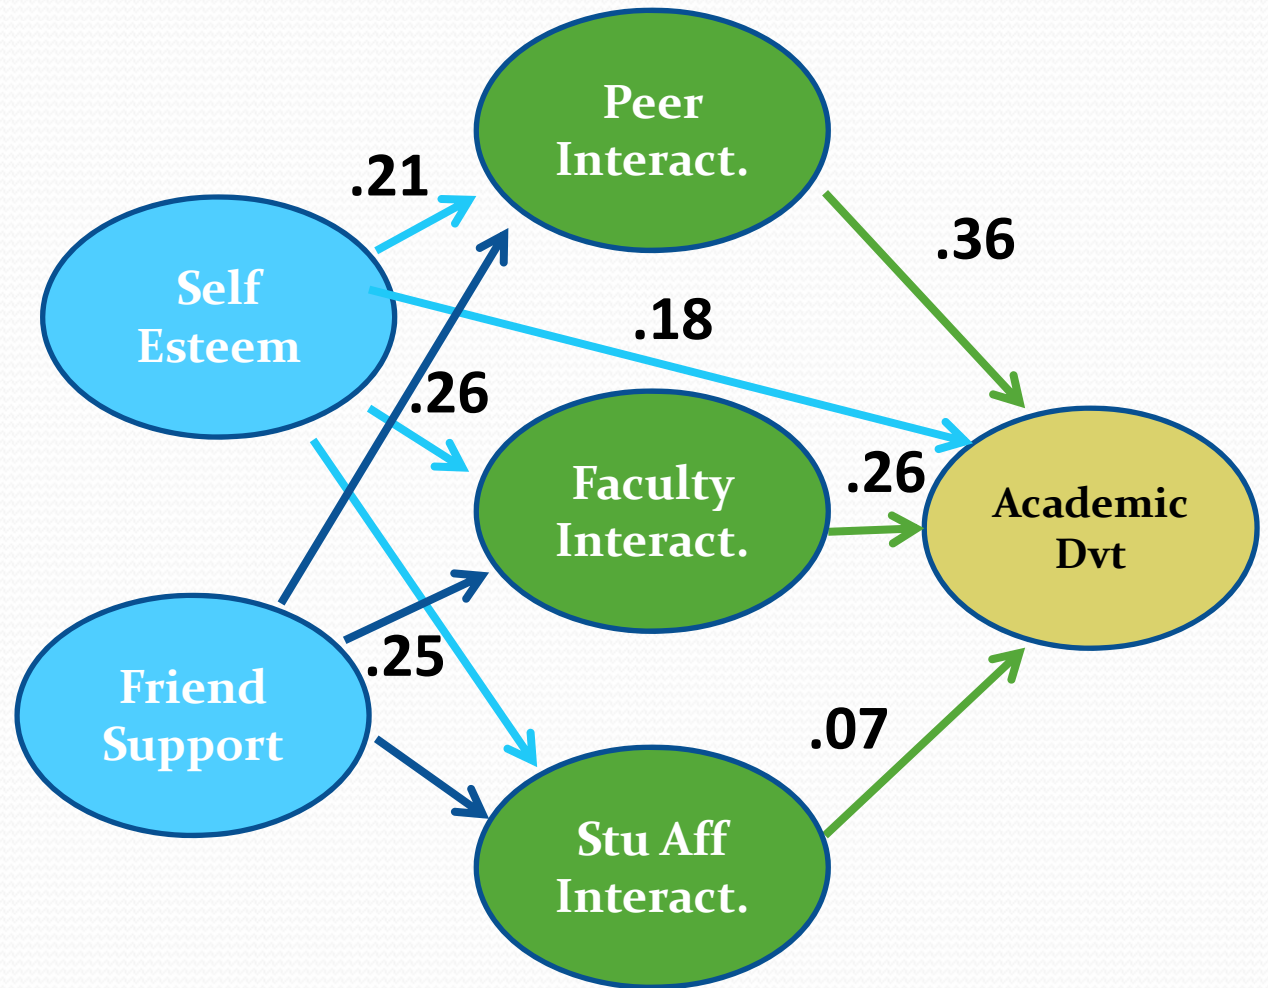 Peer
Interact.
.21
.36
Self
Esteem
.18
.26
Faculty
Interact.
.26
Academic
Dvt
.25
Friend
Support
.07
Stu Aff
Interact.